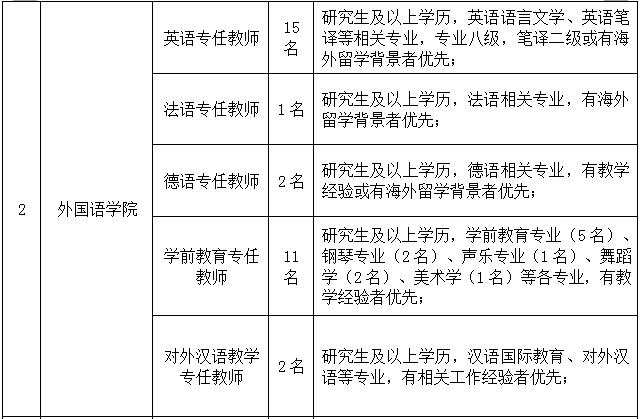 2
外国语学院
英语专任教师
15
名
研究生及以上学历，英语语言文学、英语笔
译等相关专业，专业八级，笔译二级或有海
外留学背景者优先；
法语专任教师
1名
研究生及以上学历，法语相关专业，有海外
留学背景者优先；
德语专任教师
2名
研究生及以上学历，德语相关专业，有教学
经验或有海外留学背景者优先；
学前教育专任
教师
11
名
研究生及以上学历，学前教育专业（5名）、
钢琴专业（2名）、声乐专业（1名）、舞蹈
学（2名）、美术学（1名）等各专业，有教
学经验者优先；
对外汉语教学
专任教师
2名
研究生及以上学历，汉语国际教育、对外汉
语等专业，有相关工作经验者优先；